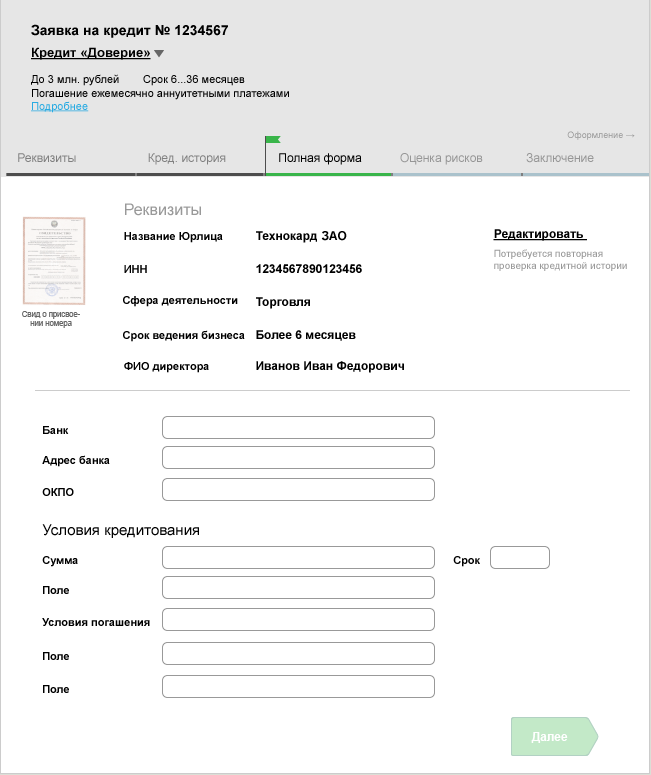 Заявка на кредит № 1234567
Кредит «Доверие»
До 3 млн. рублей Срок 6...36 месяцев
Погашение ежемесячно аннуитетными платежами
Подробнее
Оформление →
Реквизиты Кред. история Полная форма Оценка рисков Заключение
Реквизиты
Название Юрлица Технокард ЗАО
Редактировать
Потребуется повторная
проверка кредитной истории
ИНН 1234567890123456
Сфера деятельности Торговля
Свид о присвое-
нии номера
Срок ведения бизнеса Более 6 месяцев
ФИО директора Иванов Иван Федорович
Банк
Адрес банка
ОКПО
Условия кредитования
Сумма Срок
Поле
Условия погашения
Поле
Поле
Далее